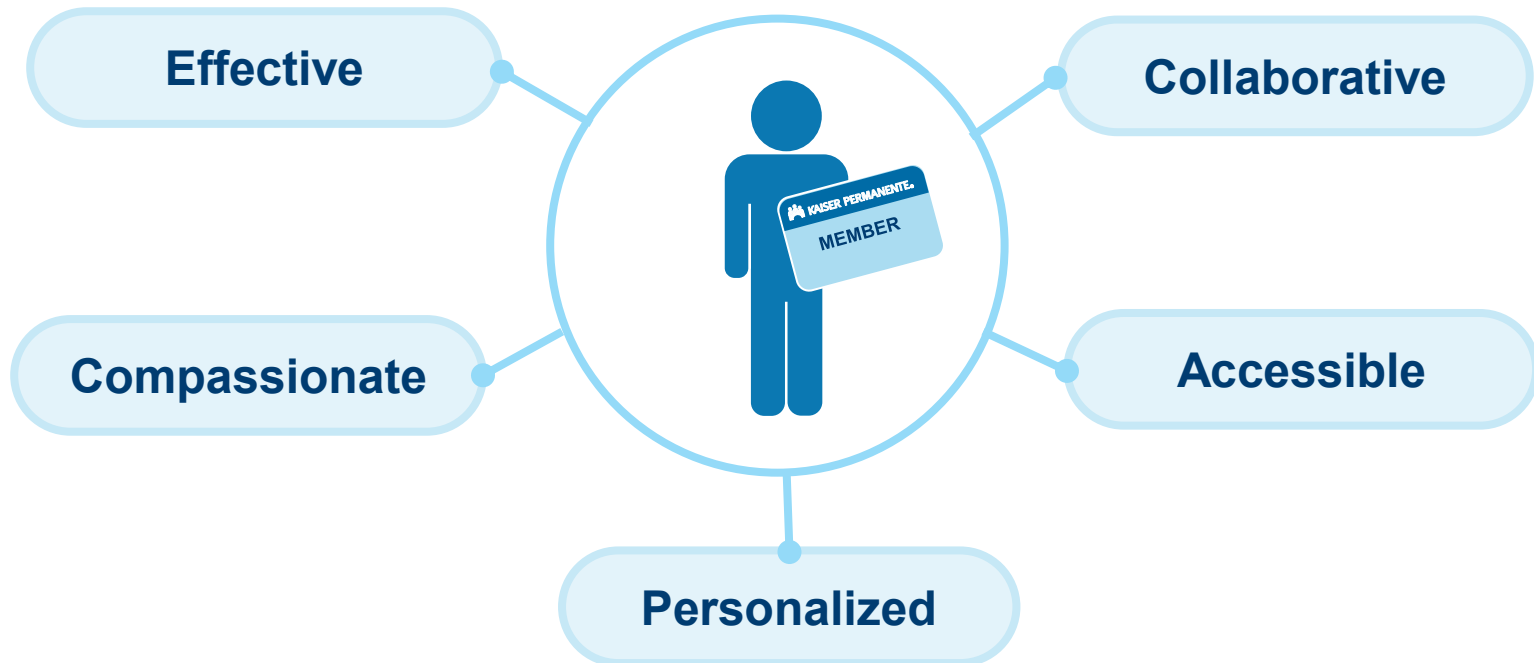 Effective
Collaborative
KAISER PERMANENTE®
MEMBER
Compassionate
Accessible
Personalized